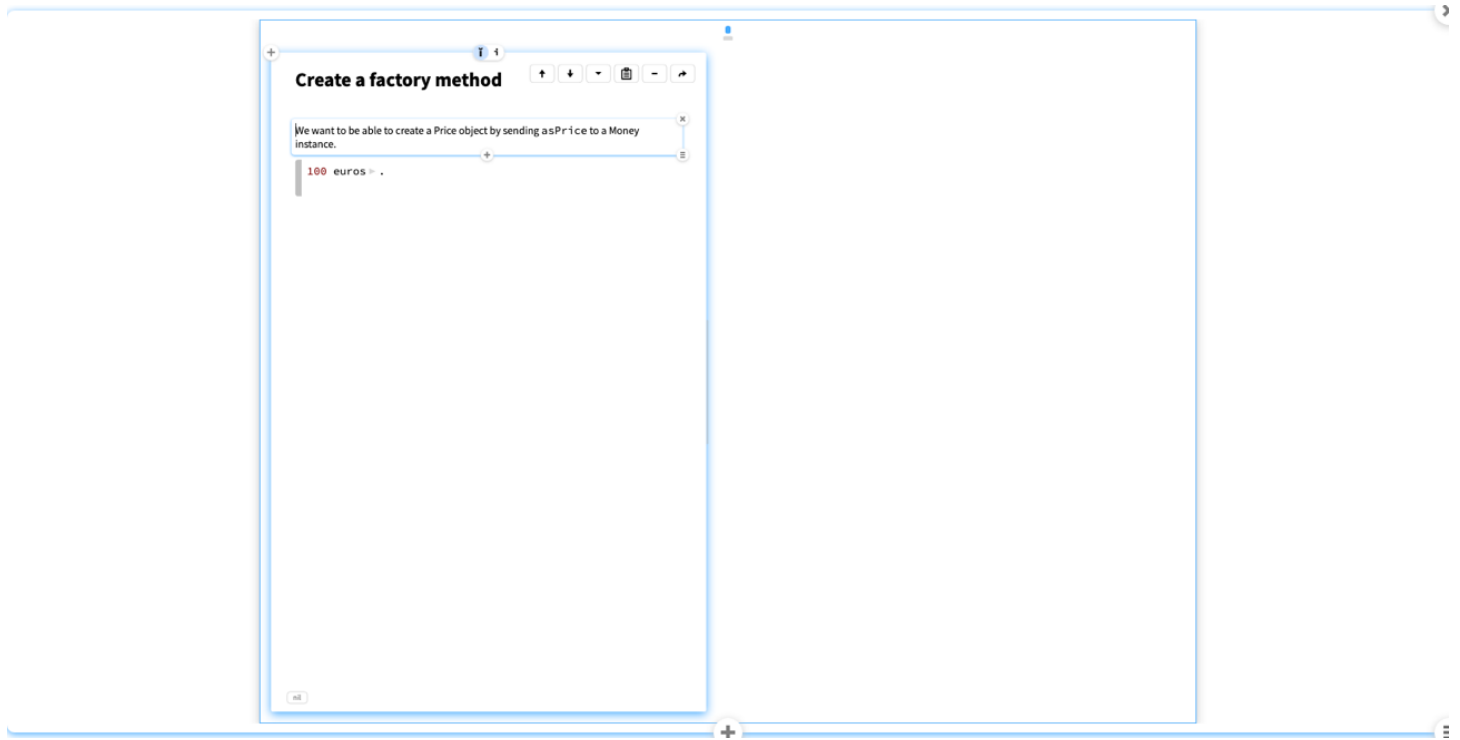 Create a factory method
We want to be able to create a Price object by sending asPrice to a Money
instance.
100 euros .
nil